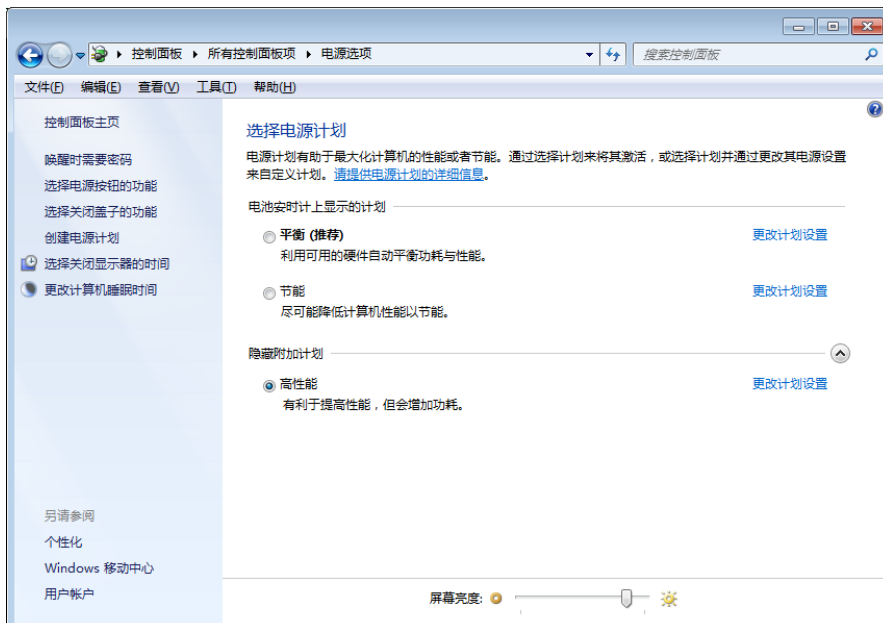 控制面板 ▸ 所有控制面板项 ▸ 电源选项
搜索控制面板
文件(F) 编辑(E) 查看(V) 工具(T) 帮助(H)
控制面板主页
唤醒时需要密码
选择电源按钮的功能
选择关闭盖子的功能
创建电源计划
选择关闭显示器的时间
更改计算机睡眠时间
另请参阅
个性化
Windows 移动中心
用户帐户
选择电源计划
电源计划有助于最大化计算机的性能或者节能。通过选择计划来将其激活，或选择计划并通过更改其电源设置
来自定义计划。请提供电源计划的详细信息。
电池安时计上显示的计划
平衡 (推荐) 更改计划设置
利用可用的硬件自动平衡功耗与性能。
节能 更改计划设置
尽可能降低计算机性能以节能。
隐藏附加计划
高性能 更改计划设置
有利于提高性能，但会增加功耗。
屏幕亮度: